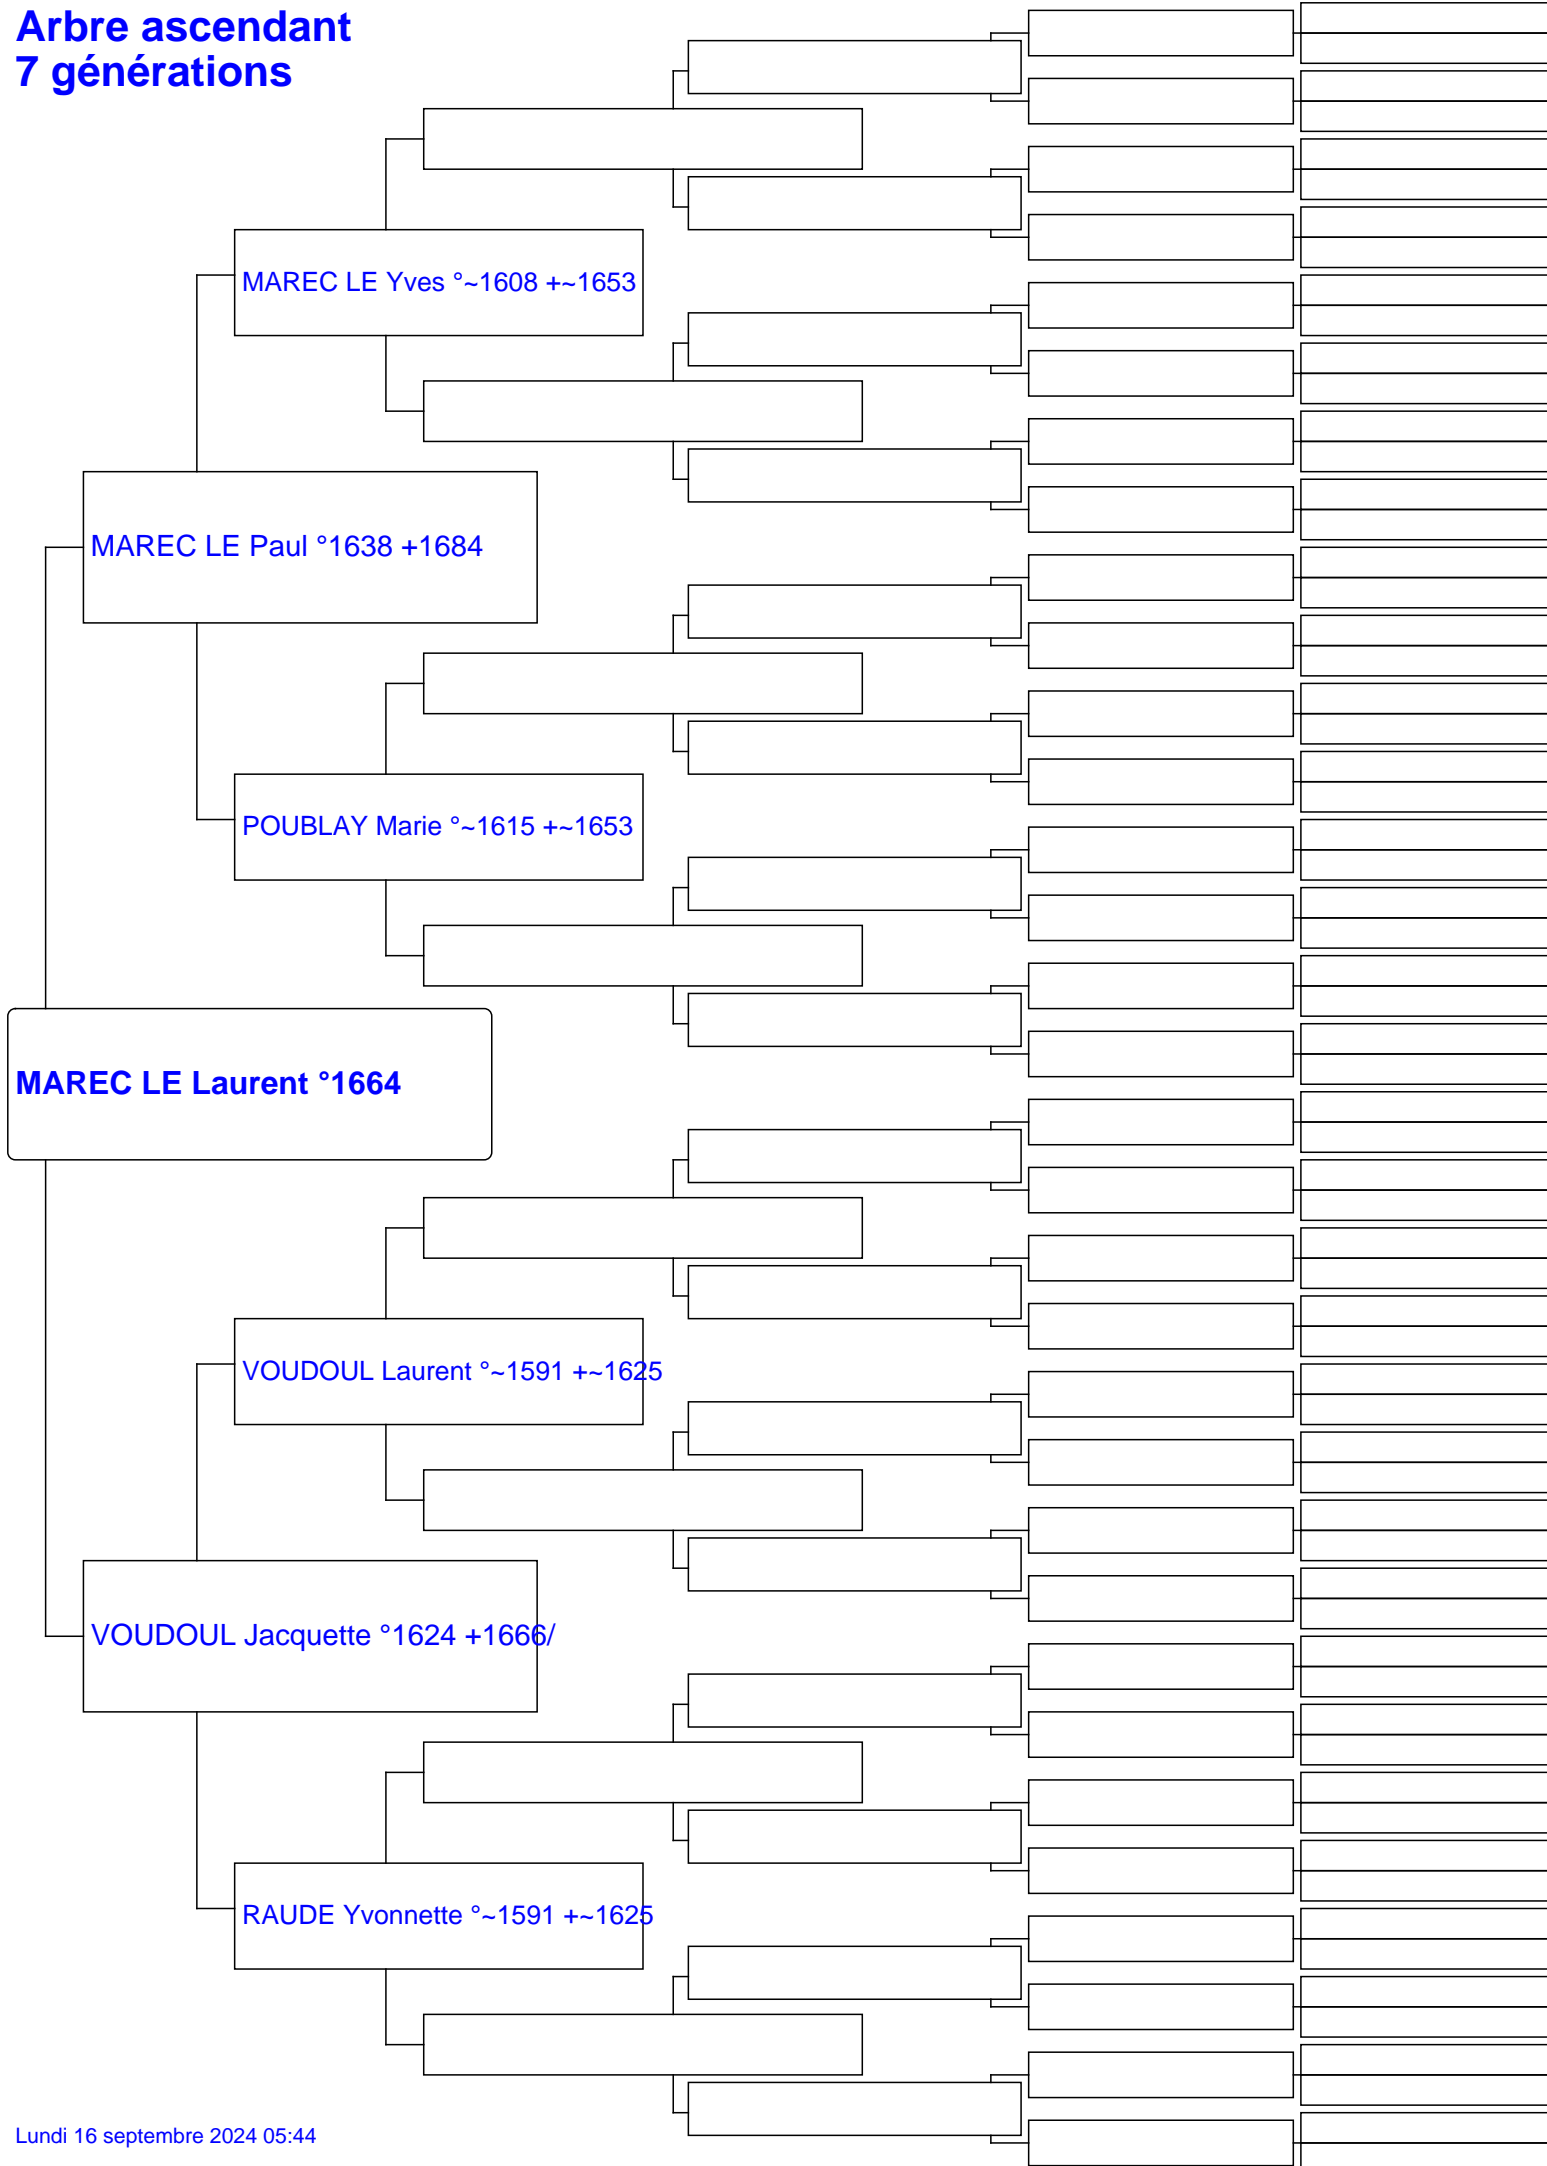 Arbre ascendant
7 générations
MAREC LE Yves °~1608 +~1653
MAREC LE Paul °1638 +1684
POUBLAY Marie °~1615 +~1653
MAREC LE Laurent °1664
VOUDOUL Laurent °~1591 +~1625
VOUDOUL Jacquette °1624 +1666/
RAUDE Yvonnette °~1591 +~1625
Lundi 16 septembre 2024 05:44